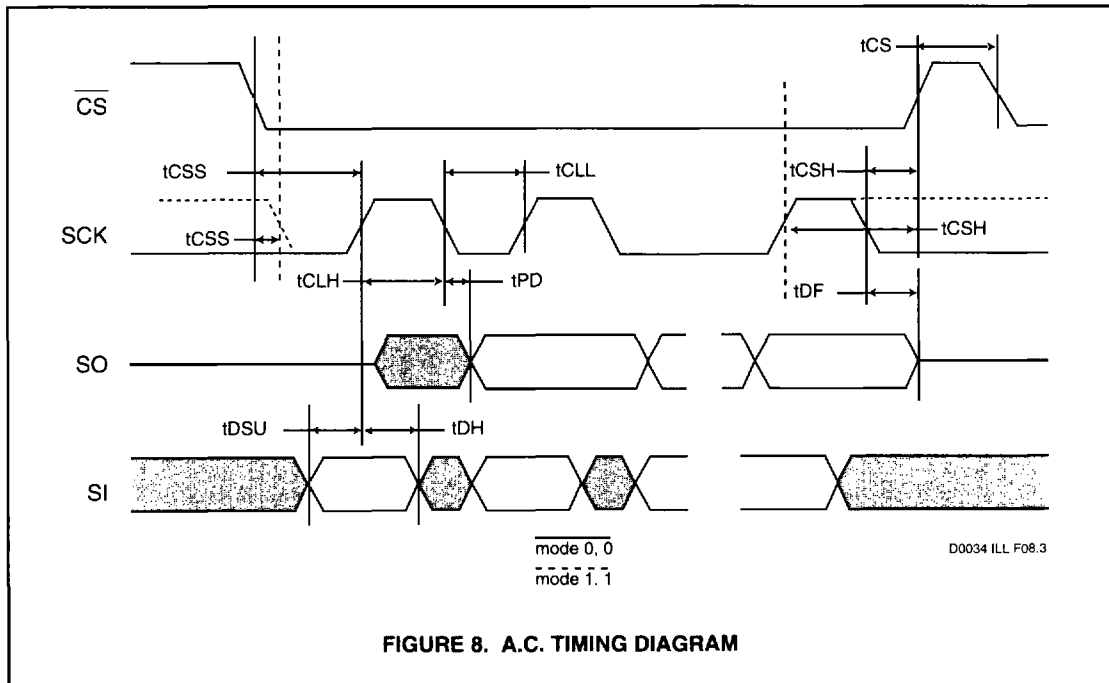 tCS
CS
tCSS
tCLL
tCSH
SCK
tCSS
tCSH
tCLH
tPD
tDF
SO
tDSU
tDH
SI
mode 0, 0
mode 1. 1
D0034 ILL F08.3
FIGURE 8. A.C. TIMING DIAGRAM